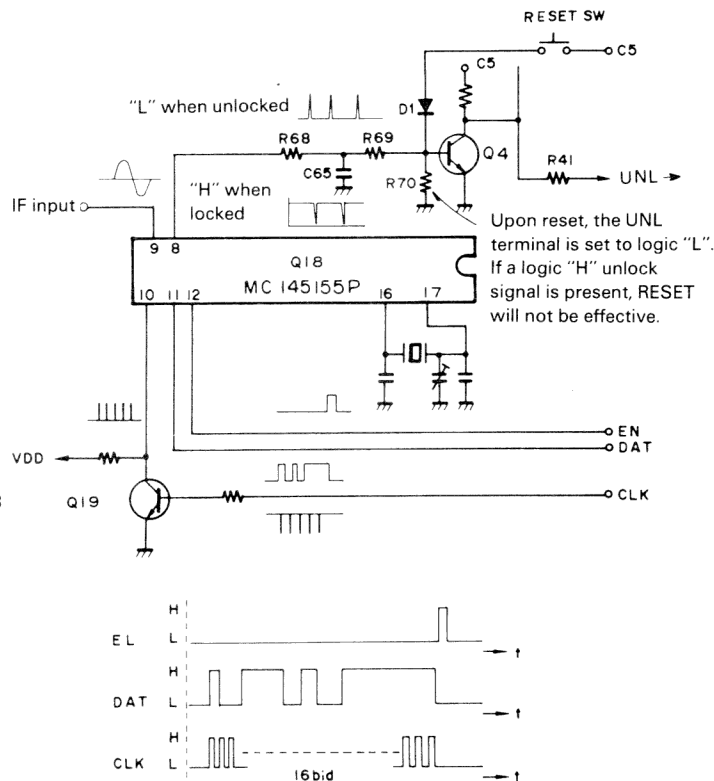 RESET SW
C5
C5
"L" when unlocked
D1
R68
R69
Q4
C65
R70
R41
UNL →
"H" when
locked
IF input
Upon reset, the UNL
terminal is set to logic "L".
If a logic "H" unlock
signal is present, RESET
will not be effective.
9 8
Q18
MC 145155P
10 11 12 16 17
EN
DAT
VDD
Q19
CLK
H
EL L
t
H
DAT L
t
H
CLK L
16bid
t